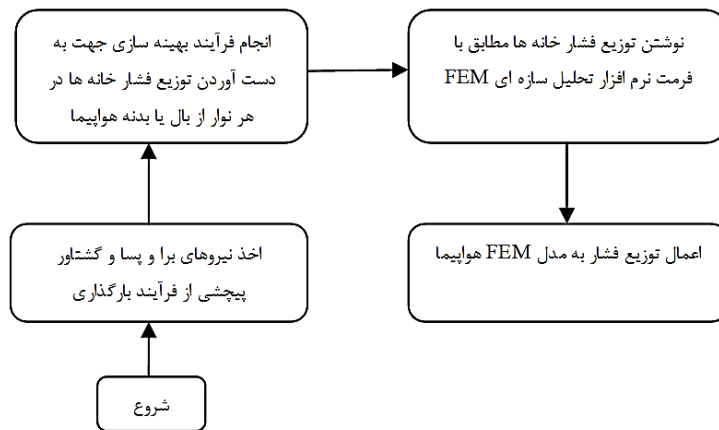 انجام فرآیند بهینه سازی جهت به
دست آوردن توزیع فشار خانه ها در
هر نوار از بال یا بدنه هواپیما
نوشتن توزیع فشار خانه ها مطابق با
فرمت نرم افزار تحلیل سازه ای FEM
اخذ نیروهای برا و پسا و گشتاور
پیچشی از فرآیند بارگذاری
اعمال توزیع فشار به مدل FEM هواپیما
شروع